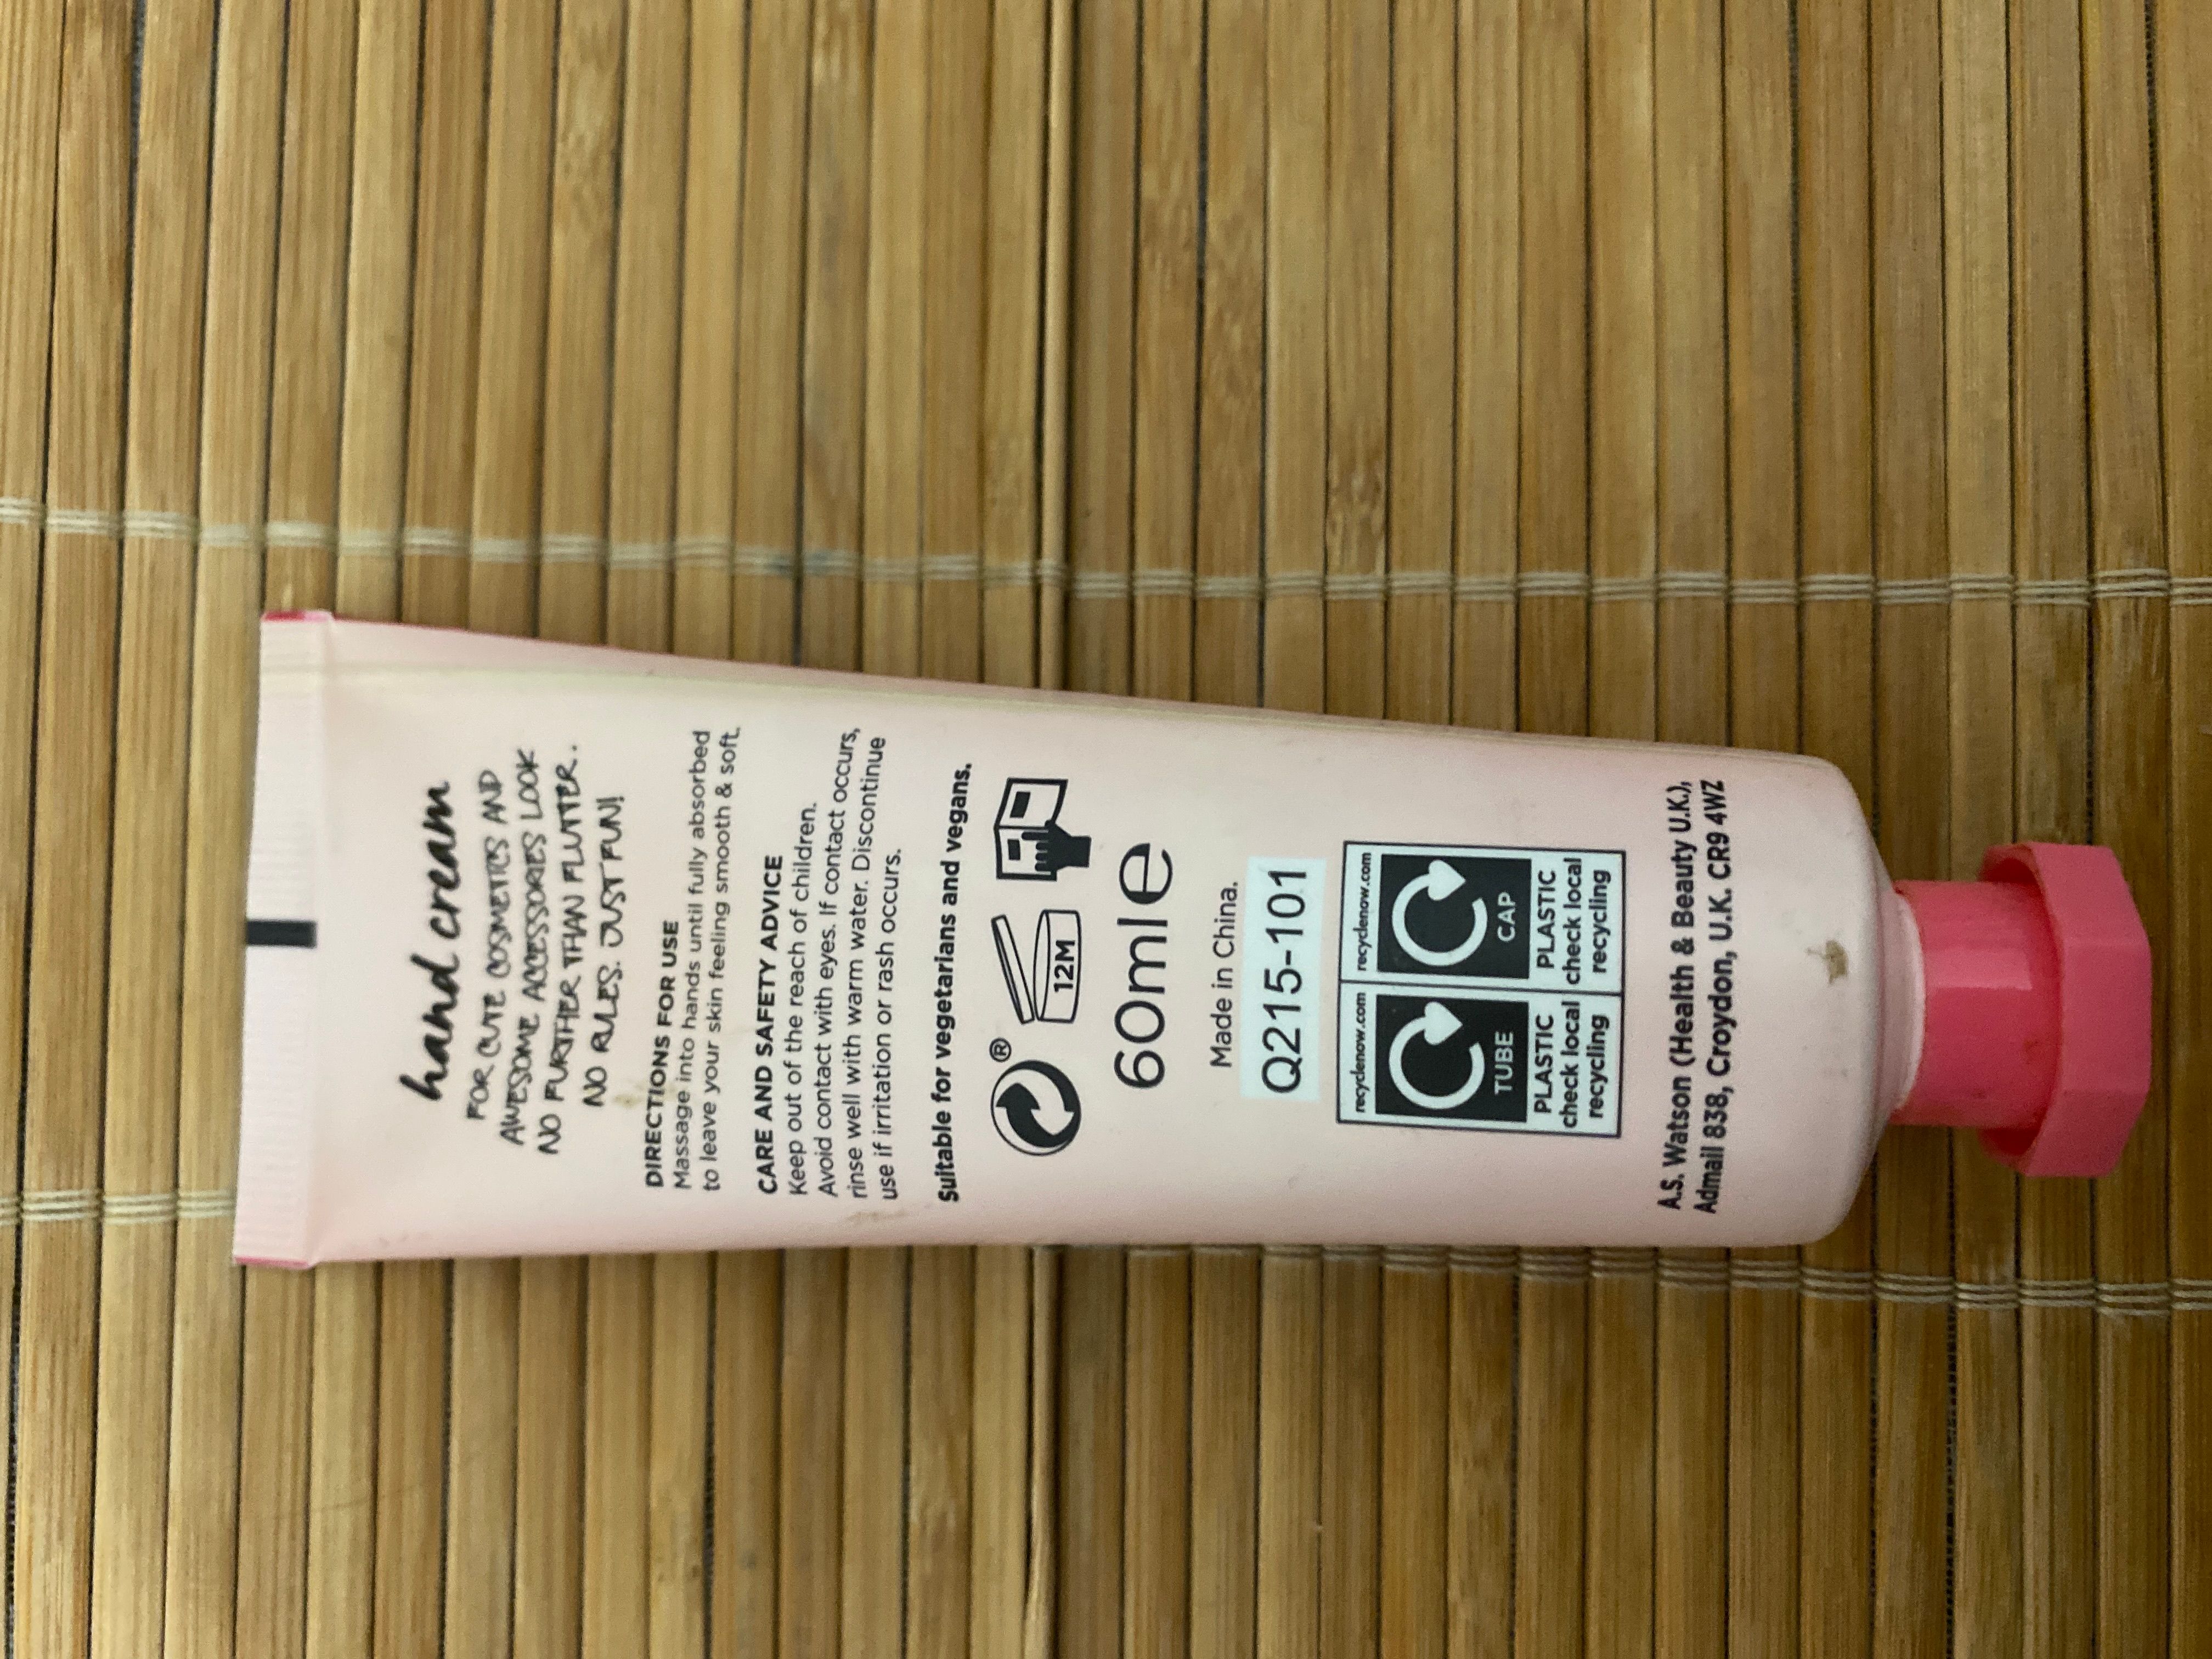 hand cream
FOR CUTE COSMETICS AND
AWESOME ACCESSORIES LOOK
NO FURTHER THAN FLUTTER.
NO RULES. JUST FUN!
DIRECTIONS FOR USE
Massage into hands until fully absorbed
to leave your skin feeling smooth & soft.
CARE AND SAFETY ADVICE
Keep out of the reach of children.
Avoid contact with eyes. If contact occurs,
rinse well with warm water. Discontinue
use if irritation or rash occurs.
Suitable for vegetarians and vegans.
®
12M
60ml e
Made in China.
Q215-101
recyclenow.com
TUBE
PLASTIC
check local
recycling
recyclenow.com
CAP
PLASTIC
check local
recycling
A.S. Watson (Health & Beauty U.K.),
Admail 838, Croydon, U.K. CR9 4WZ